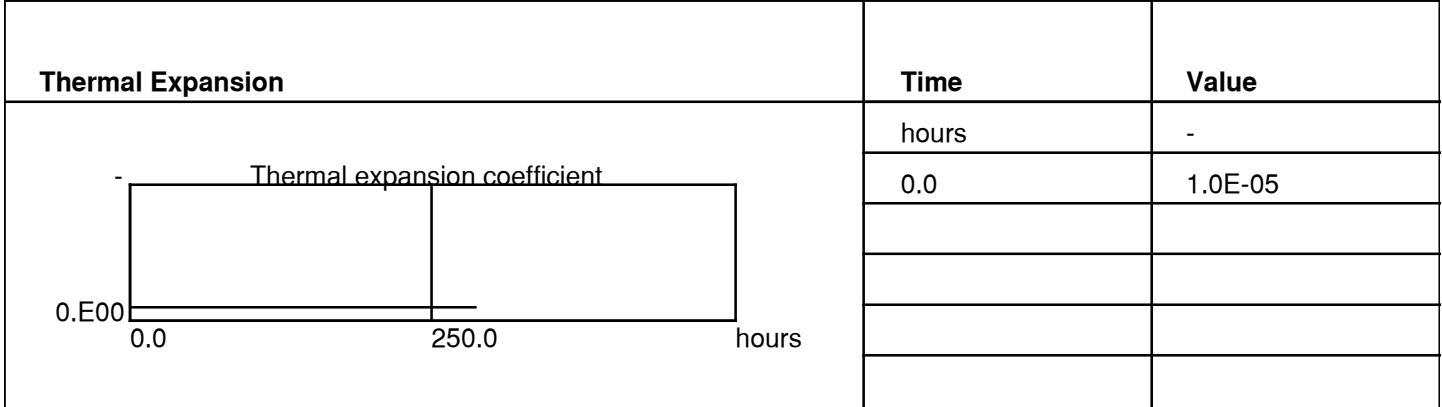 Thermal Expansion Time Value
hours -
- Thermal expansion coefficient
0.0 1.0E-05
0.E00
0.0 250.0 hours